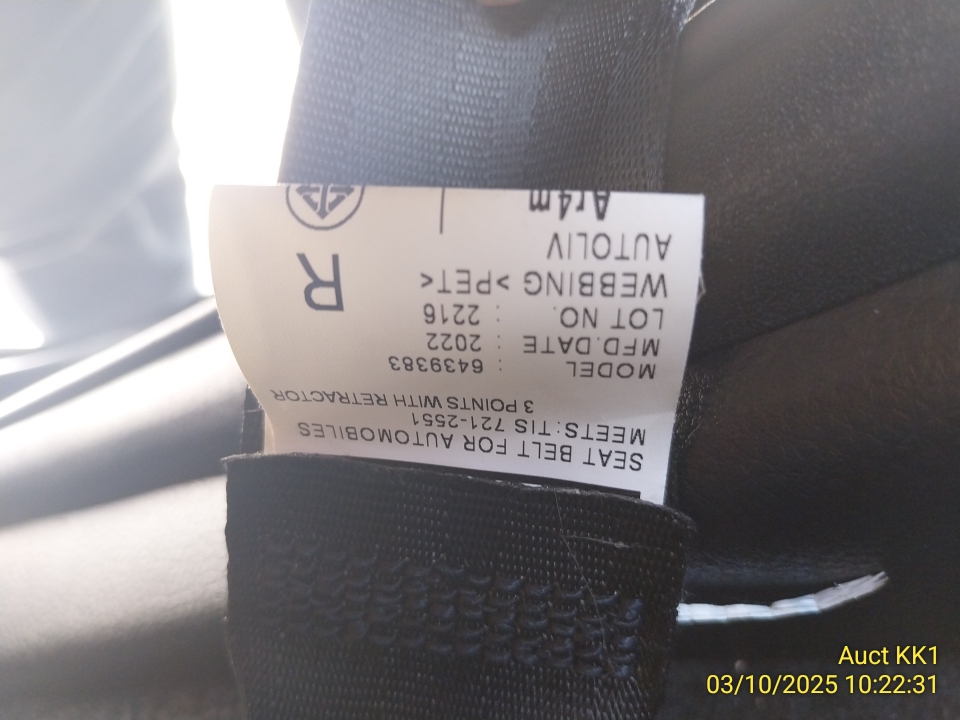 SEAT BELT FOR AUTOMOBILES
MEETS:TIS 721-2551
3 POINTS WITH RETRACTOR
MODEL : 6439383
MFD.DATE : 2022
LOT NO. : 2216
WEBBING >PET<
AUTOLIV
R
Ar4m
Auct KK1
03/10/2025 10:22:31